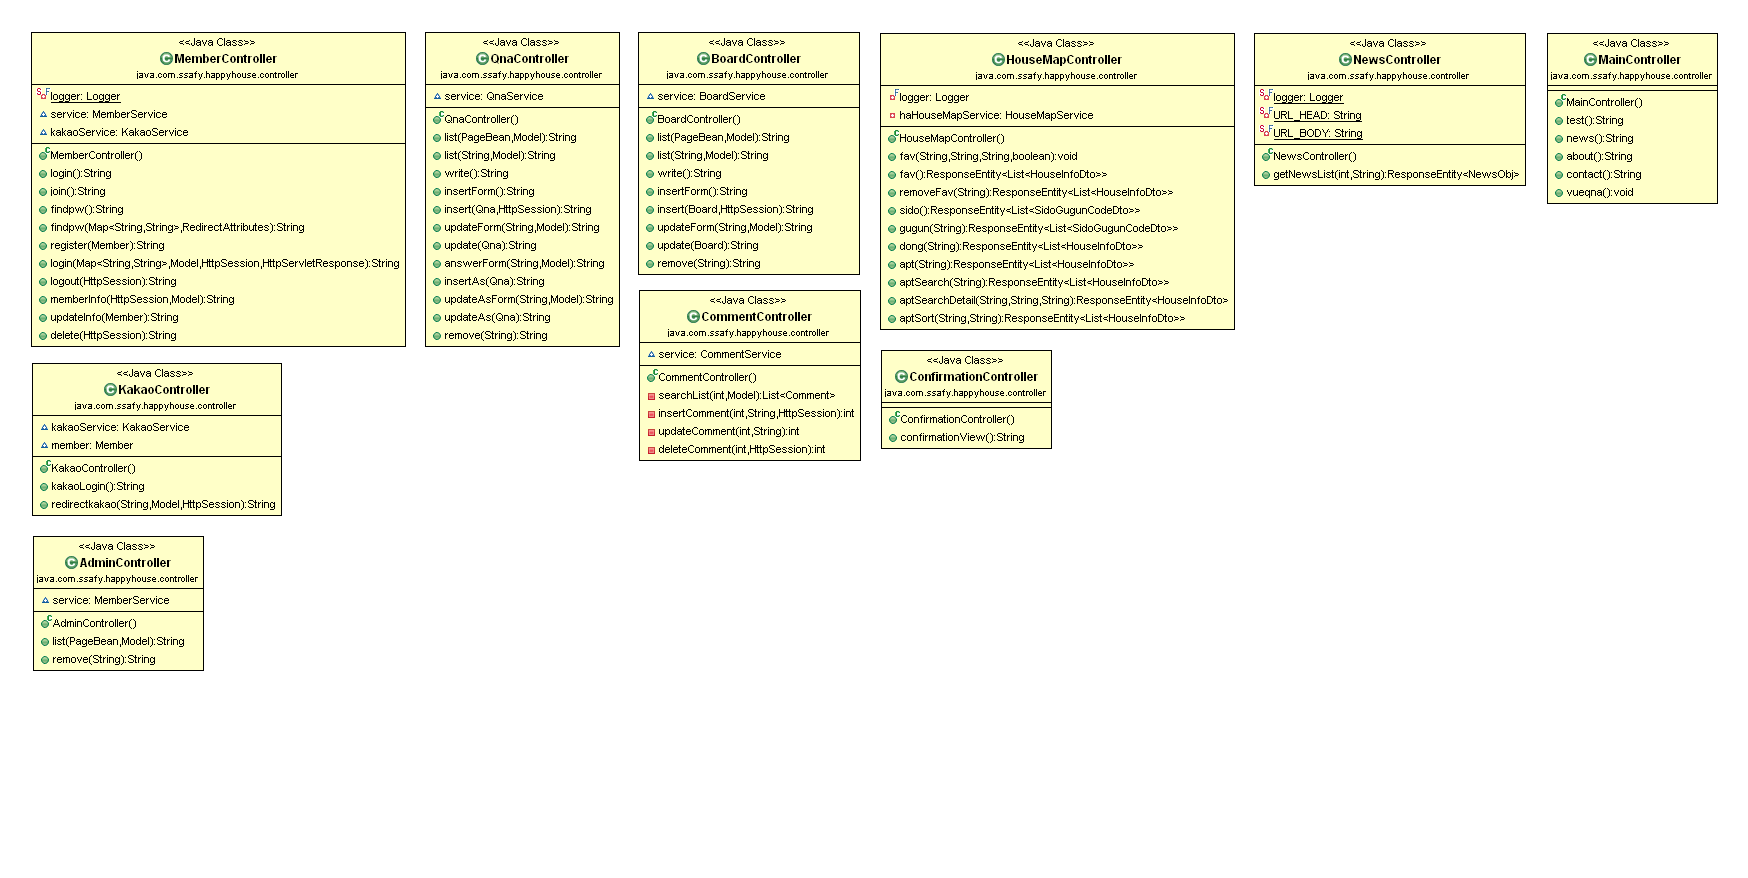 <<Java Class>>
MemberController
java.com.ssafy.happyhouse.controller
logger: Logger
service: MemberService
kakaoService: KakaoService
MemberController()
login():String
join():String
findpw():String
findpw(Map<String,String>,RedirectAttributes):String
register(Member):String
login(Map<String,String>,Model,HttpSession,HttpServletResponse):String
logout(HttpSession):String
memberInfo(HttpSession,Model):String
updateInfo(Member):String
delete(HttpSession):String
<<Java Class>>
KakaoController
java.com.ssafy.happyhouse.controller
kakaoService: KakaoService
member: Member
KakaoController()
kakaoLogin():String
redirectkakao(String,Model,HttpSession):String
<<Java Class>>
AdminController
java.com.ssafy.happyhouse.controller
service: MemberService
AdminController()
list(PageBean,Model):String
remove(String):String
<<Java Class>>
QnaController
java.com.ssafy.happyhouse.controller
service: QnaService
QnaController()
list(PageBean,Model):String
list(String,Model):String
write():String
insertForm():String
insert(Qna,HttpSession):String
updateForm(String,Model):String
update(Qna):String
answerForm(String,Model):String
insertAs(Qna):String
updateAsForm(String,Model):String
updateAs(Qna):String
remove(String):String
<<Java Class>>
BoardController
java.com.ssafy.happyhouse.controller
service: BoardService
BoardController()
list(PageBean,Model):String
list(String,Model):String
write():String
insertForm():String
insert(Board,HttpSession):String
updateForm(String,Model):String
update(Board):String
remove(String):String
<<Java Class>>
CommentController
java.com.ssafy.happyhouse.controller
service: CommentService
CommentController()
searchList(int,Model):List<Comment>
insertComment(int,String,HttpSession):int
updateComment(int,String):int
deleteComment(int,HttpSession):int
<<Java Class>>
HouseMapController
java.com.ssafy.happyhouse.controller
logger: Logger
haHouseMapService: HouseMapService
HouseMapController()
fav(String,String,String,boolean):void
fav():ResponseEntity<List<HouseInfoDto>>
removeFav(String):ResponseEntity<List<HouseInfoDto>>
sido():ResponseEntity<List<SidoGugunCodeDto>>
gugun(String):ResponseEntity<List<SidoGugunCodeDto>>
dong(String):ResponseEntity<List<HouseInfoDto>>
apt(String):ResponseEntity<List<HouseInfoDto>>
aptSearch(String):ResponseEntity<List<HouseInfoDto>>
aptSearchDetail(String,String,String):ResponseEntity<HouseInfoDto>
aptSort(String,String):ResponseEntity<List<HouseInfoDto>>
<<Java Class>>
ConfirmationController
java.com.ssafy.happyhouse.controller
ConfirmationController()
confirmationView():String
<<Java Class>>
NewsController
java.com.ssafy.happyhouse.controller
logger: Logger
URL_HEAD: String
URL_BODY: String
NewsController()
getNewsList(int,String):ResponseEntity<NewsObj>
<<Java Class>>
MainController
java.com.ssafy.happyhouse.controller
MainController()
test():String
news():String
about():String
contact():String
vueqna():void